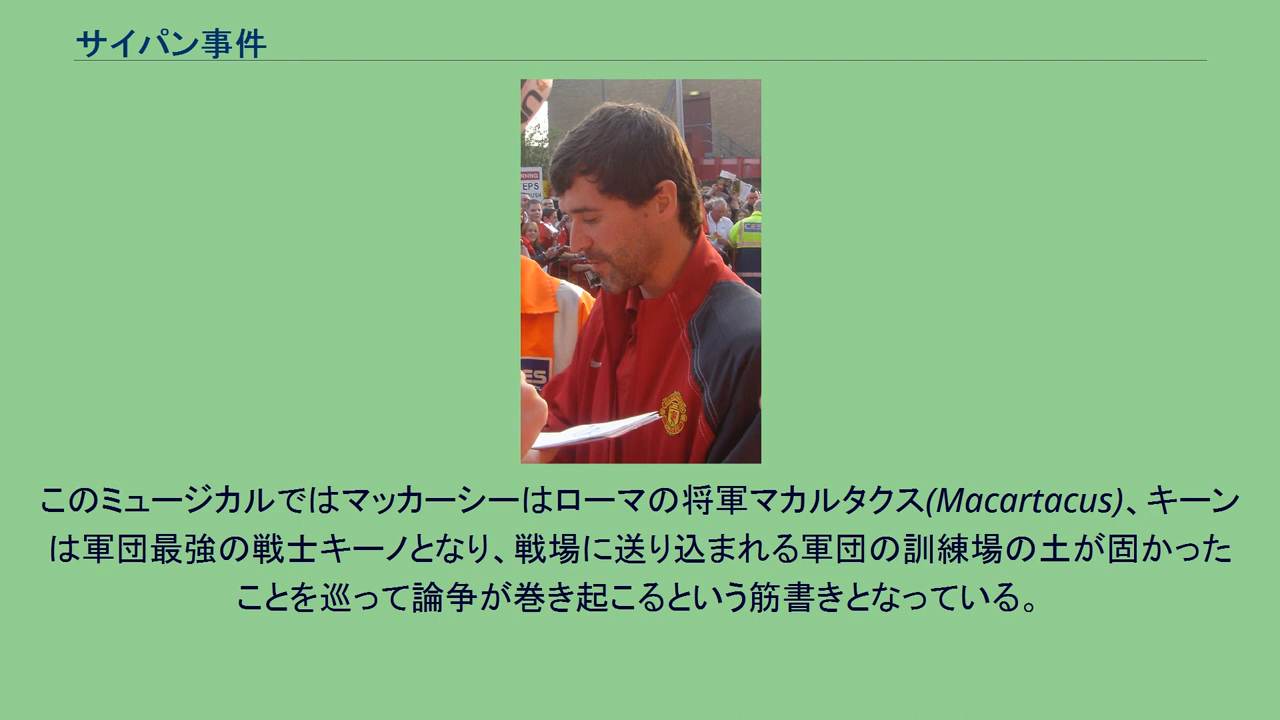 サイパン事件
NING
EPS
USH
CES
ES
このミュージカルではマッカーシーはローマの将軍マカルタクス(Macartacus)、キーン
は軍団最強の戦士キーノとなり、戦場に送り込まれる軍団の訓練場の土が固かった
ことを巡って論争が巻き起こるという筋書きとなっている。